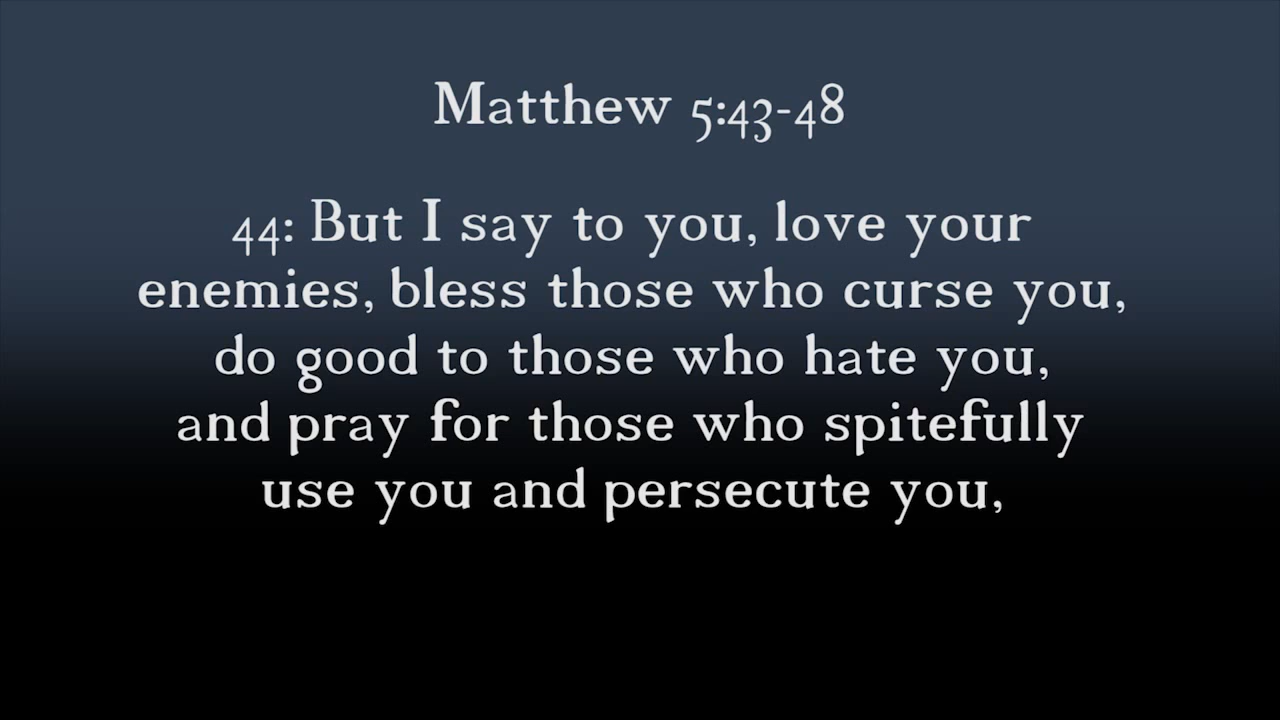 Matthew 5:43-48
44: But I say to you, love your
enemies, bless those who curse you,
do good to those who hate you,
and pray for those who spitefully
use you and persecute you,